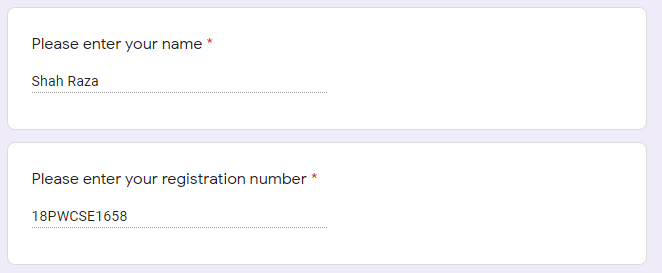 Please enter your name *
Shah Raza
Please enter your registration number *
18PWCSE1658